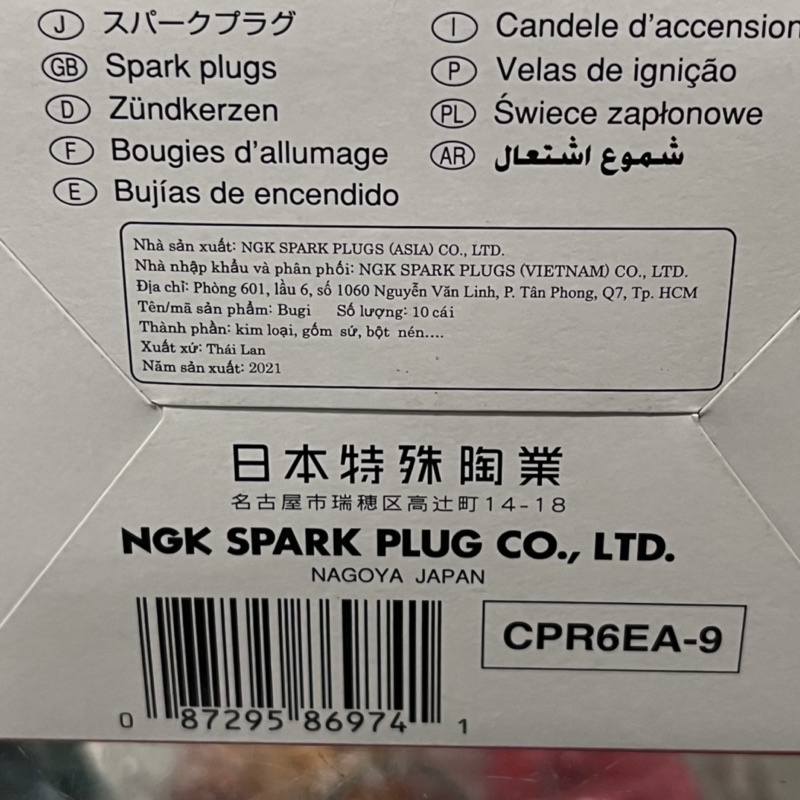 J スパークプラグ
GB Spark plugs
D Zündkerzen
F Bougies d'allumage
E Bujías de encendido
I Candele d'accension
P Velas de ignição
PL Świece zapłonowe
AR شموع اشتعال
Nhà sản xuất: NGK SPARK PLUGS (ASIA) CO., LTD.
Nhà nhập khẩu và phân phối: NGK SPARK PLUGS (VIETNAM) CO., LTD.
Địa chỉ: Phòng 601, lầu 6, số 1060 Nguyễn Văn Linh, P. Tân Phong, Q7, Tp. HCM
Tên/mã sản phẩm: Bugi Số lượng: 10 cái
Thành phần: kim loại, gốm sứ, bột nén....
Xuất xứ: Thái Lan
Năm sản xuất: 2021
日本特殊陶業
名古屋市瑞穂区高辻町14-18
NGK SPARK PLUG CO., LTD.
NAGOYA JAPAN
CPR6EA-9
0 87295 86974 1